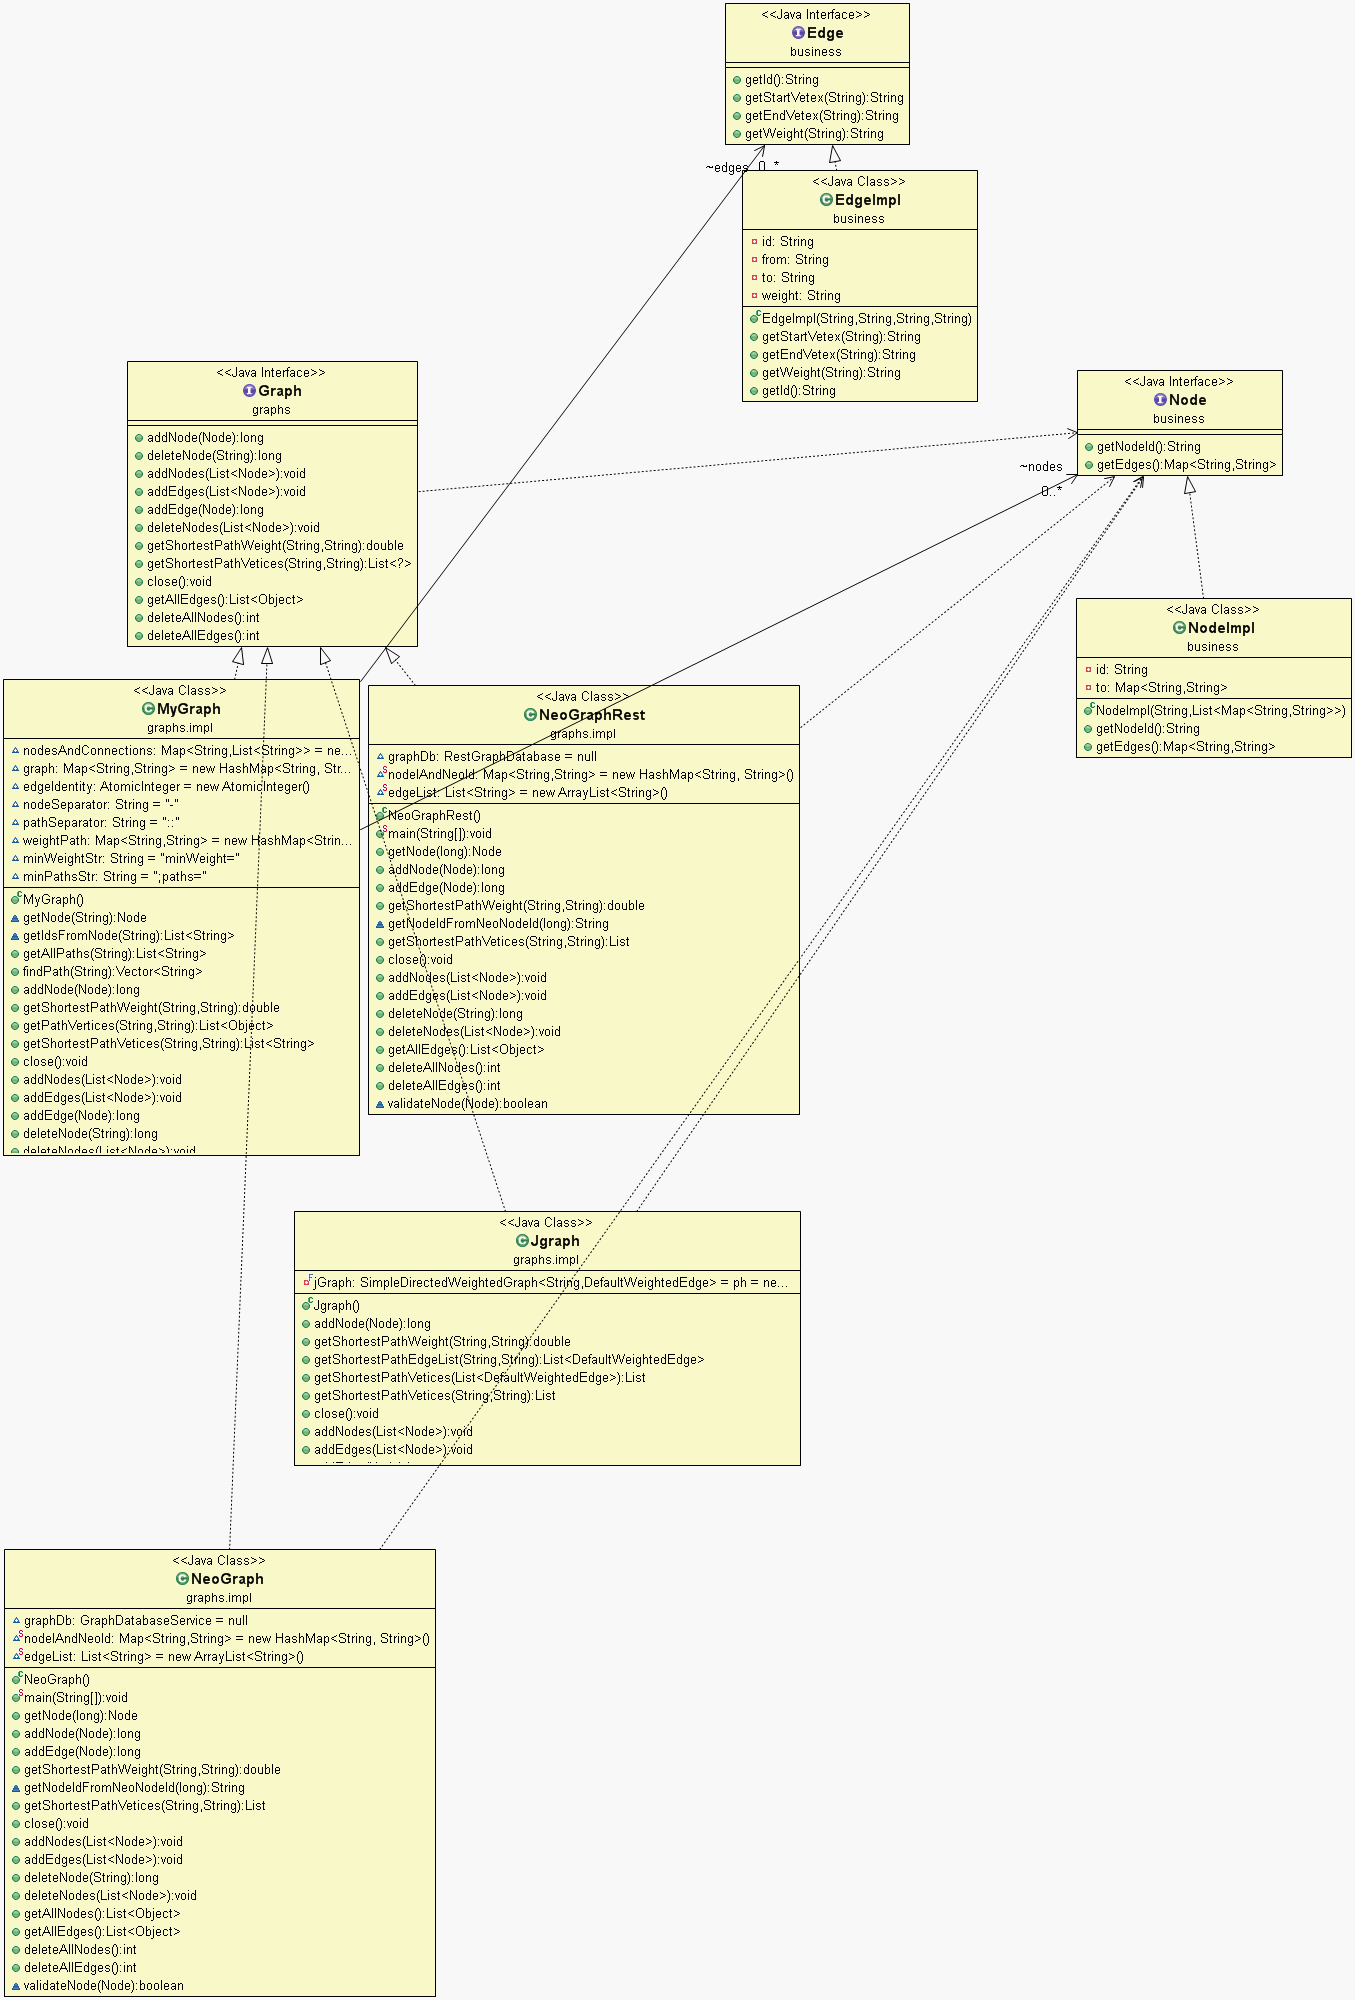 <<Java Interface>>
Edge
business
getId():String
getStartVetex(String):String
getEndVetex(String):String
getWeight(String):String
~edges 0..*
<<Java Class>>
EdgeImpl
business
id: String
from: String
to: String
weight: String
EdgeImpl(String,String,String,String)
getStartVetex(String):String
getEndVetex(String):String
getWeight(String):String
getId():String
<<Java Interface>>
Graph
graphs
addNode(Node):long
deleteNode(String):long
addNodes(List<Node>):void
addEdges(List<Node>):void
addEdge(Node):long
deleteNodes(List<Node>):void
getShortestPathWeight(String,String):double
getShortestPathVetices(String,String):List<?>
close():void
getAllEdges():List<Object>
deleteAllNodes():int
deleteAllEdges():int
<<Java Interface>>
Node
business
getNodeId():String
getEdges():Map<String,String>
~nodes
0..*
<<Java Class>>
NodeImpl
business
id: String
to: Map<String,String>
NodeImpl(String,List<Map<String,String>>)
getNodeId():String
getEdges():Map<String,String>
<<Java Class>>
MyGraph
graphs.impl
nodesAndConnections: Map<String,List<String>> = ne...
graph: Map<String,String> = new HashMap<String, Str...
edgeIdentity: AtomicInteger = new AtomicInteger()
nodeSeparator: String = "-"
pathSeparator: String = "::"
weightPath: Map<String,String> = new HashMap<Strin...
minWeightStr: String = "minWeight="
minPathsStr: String = ";paths="
MyGraph()
getNode(String):Node
getIdsFromNode(String):List<String>
getAllPaths(String):List<String>
findPath(String):Vector<String>
addNode(Node):long
getShortestPathWeight(String,String):double
getPathVertices(String,String):List<Object>
getShortestPathVetices(String,String):List<String>
close():void
addNodes(List<Node>):void
addEdges(List<Node>):void
addEdge(Node):long
deleteNode(String):long
deleteNodes(List<Node>):void
<<Java Class>>
NeoGraphRest
graphs.impl
graphDb: RestGraphDatabase = null
nodeIAndNeoId: Map<String,String> = new HashMap<String, String>()
edgeList: List<String> = new ArrayList<String>()
NeoGraphRest()
main(String[]):void
getNode(long):Node
addNode(Node):long
addEdge(Node):long
getShortestPathWeight(String,String):double
getNodeIdFromNeoNodeId(long):String
getShortestPathVetices(String,String):List
close():void
addNodes(List<Node>):void
addEdges(List<Node>):void
deleteNode(String):long
deleteNodes(List<Node>):void
getAllEdges():List<Object>
deleteAllNodes():int
deleteAllEdges():int
validateNode(Node):boolean
<<Java Class>>
Jgraph
graphs.impl
jGraph: SimpleDirectedWeightedGraph<String,DefaultWeightedEdge> = ph = ne...
Jgraph()
addNode(Node):long
getShortestPathWeight(String,String):double
getShortestPathEdgeList(String,String):List<DefaultWeightedEdge>
getShortestPathVetices(List<DefaultWeightedEdge>):List
getShortestPathVetices(String,String):List
close():void
addNodes(List<Node>):void
addEdges(List<Node>):void
<<Java Class>>
NeoGraph
graphs.impl
graphDb: GraphDatabaseService = null
nodeIAndNeoId: Map<String,String> = new HashMap<String, String>()
edgeList: List<String> = new ArrayList<String>()
NeoGraph()
main(String[]):void
getNode(long):Node
addNode(Node):long
addEdge(Node):long
getShortestPathWeight(String,String):double
getNodeIdFromNeoNodeId(long):String
getShortestPathVetices(String,String):List
close():void
addNodes(List<Node>):void
addEdges(List<Node>):void
deleteNode(String):long
deleteNodes(List<Node>):void
getAllNodes():List<Object>
getAllEdges():List<Object>
deleteAllNodes():int
deleteAllEdges():int
validateNode(Node):boolean